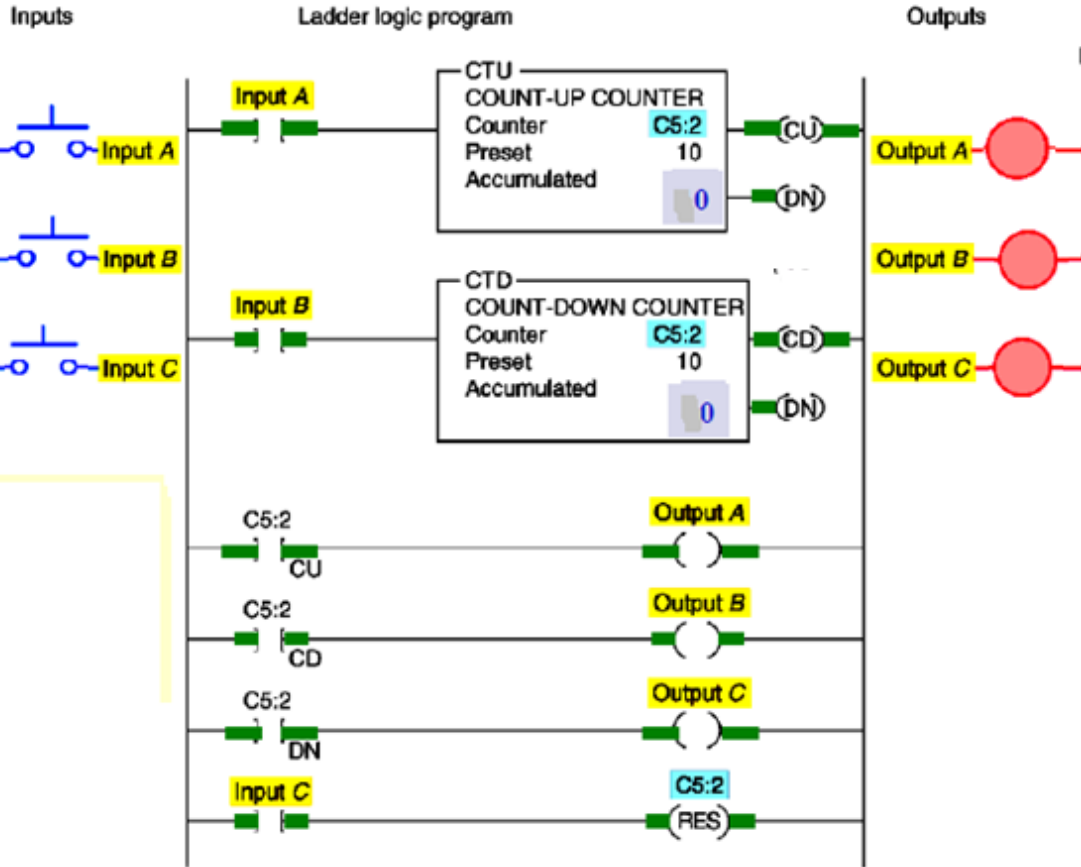 Inputs
Ladder logic program
Outputs
Input A
CTU
COUNT-UP COUNTER
Counter C5:2
Preset 10
Accumulated
0
CU
DN
Input A
Output A
Input B
Output B
Input B
CTD
COUNT-DOWN COUNTER
Counter C5:2
Preset 10
Accumulated
0
CD
DN
Input C
Output C
C5:2
CU
Output A
C5:2
CD
Output B
C5:2
DN
Output C
Input C
C5:2
RES